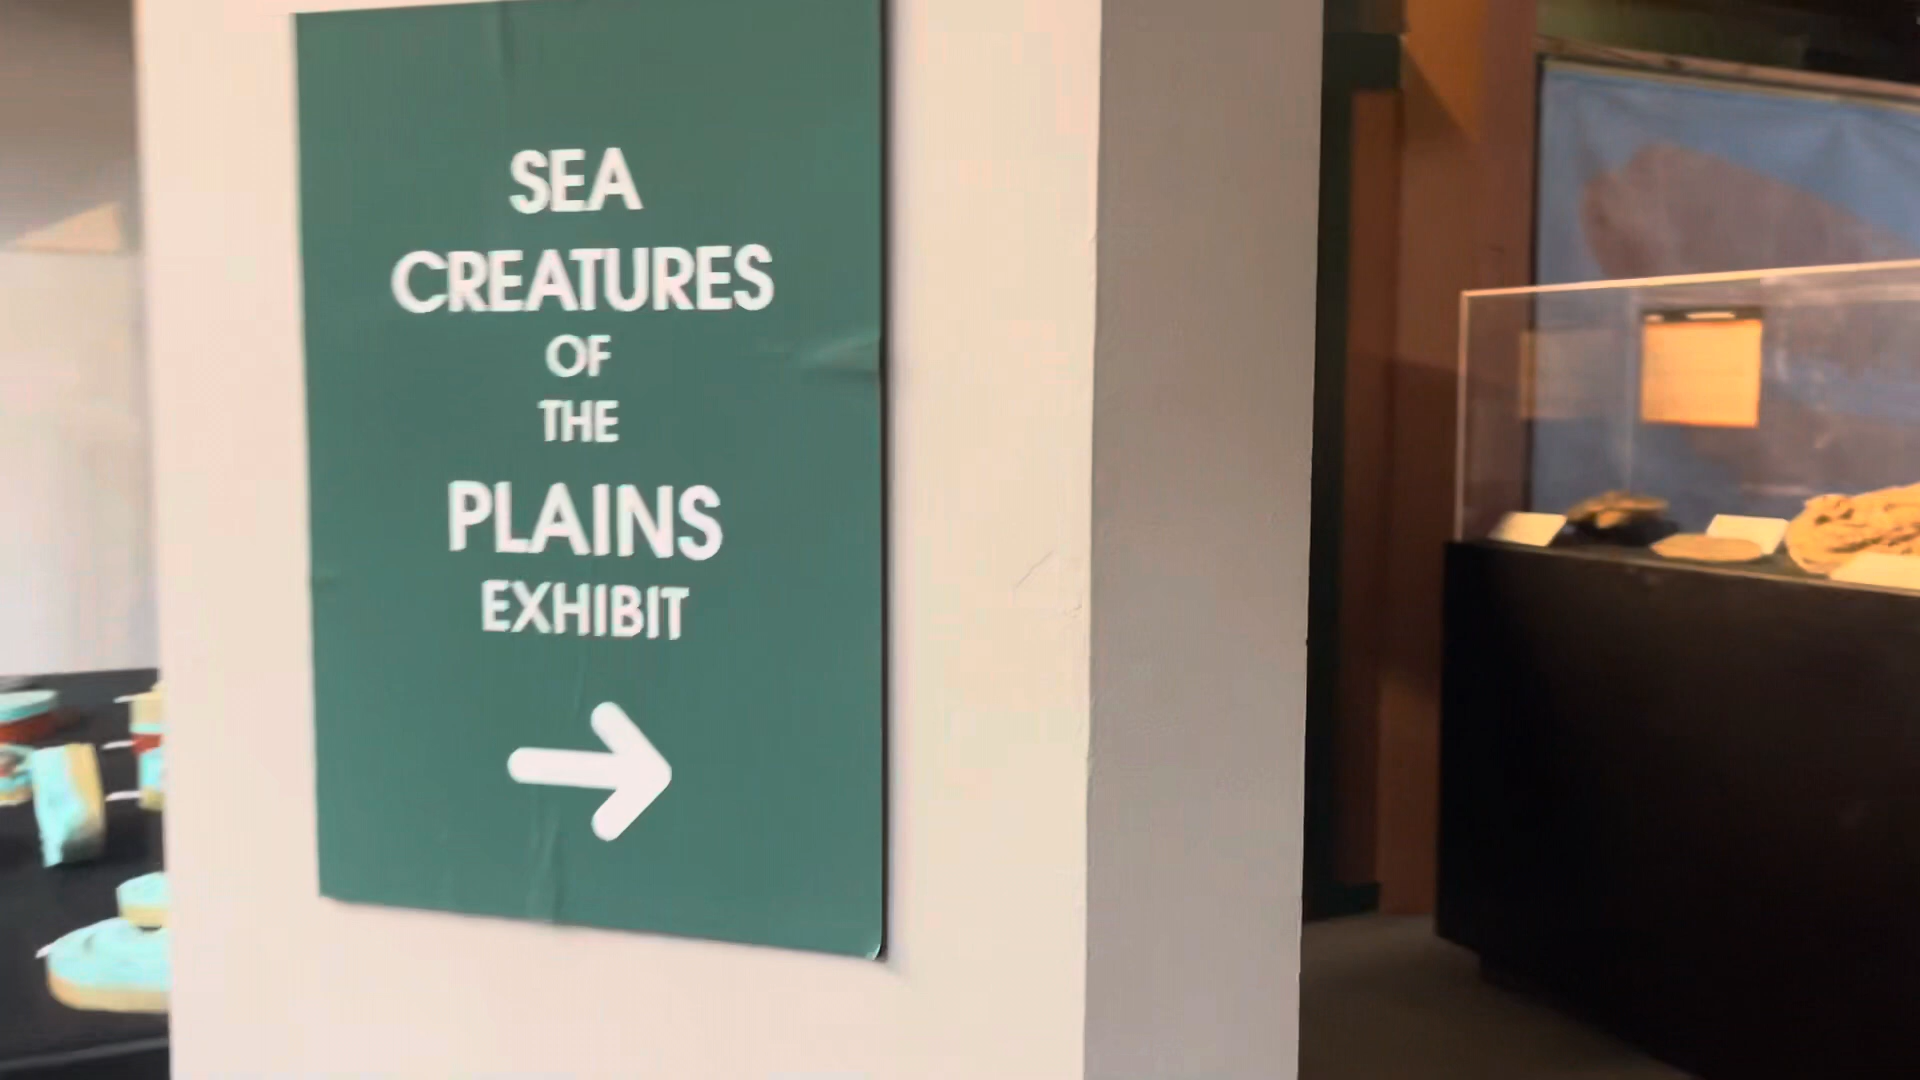 SEA
CREATURES
OF
THE
PLAINS
EXHIBIT